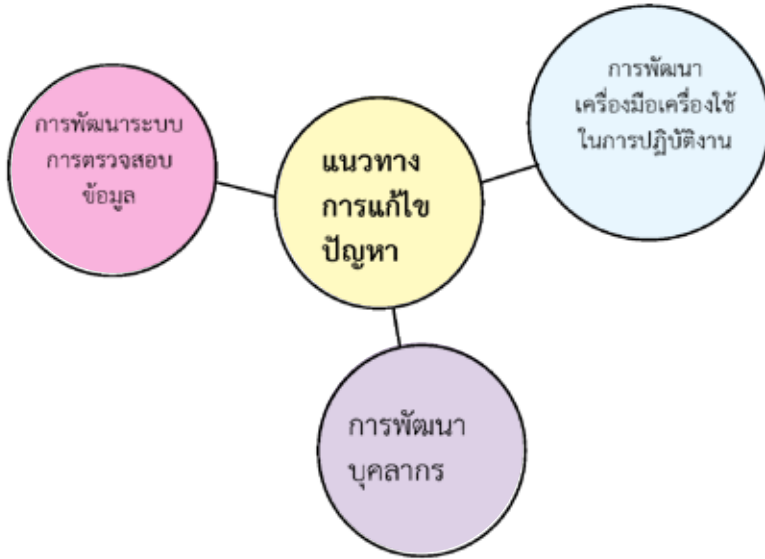 การพัฒนาระบบ
การตรวจสอบ
ข้อมูล
แนวทาง
การแก้ไข
ปัญหา
การพัฒนา
เครื่องมือเครื่องใช้
ในการปฏิบัติงาน
การพัฒนา
บุคลากร